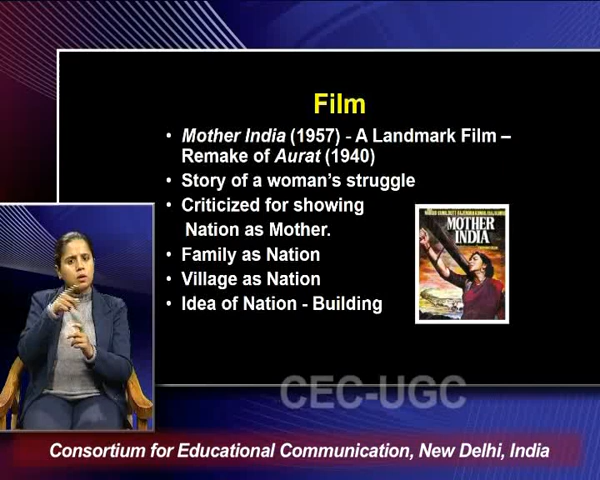 Film
• Mother India (1957) - A Landmark Film –
Remake of Aurat (1940)
• Story of a woman's struggle
• Criticized for showing
Nation as Mother.
• Family as Nation
• Village as Nation
• Idea of Nation - Building
MOTHER
INDIA
CEC-UGC
Consortium for Educational Communication, New Delhi, India